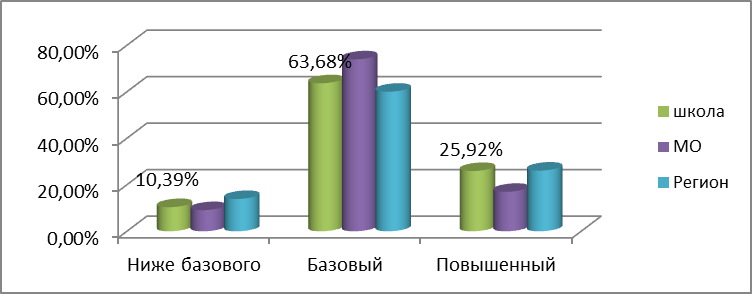 80,00%
60,00%
40,00%
20,00%
0,00%
10,39%
63,68%
25,92%
Ниже базового
Базовый
Повышенный
школа
МО
Регион